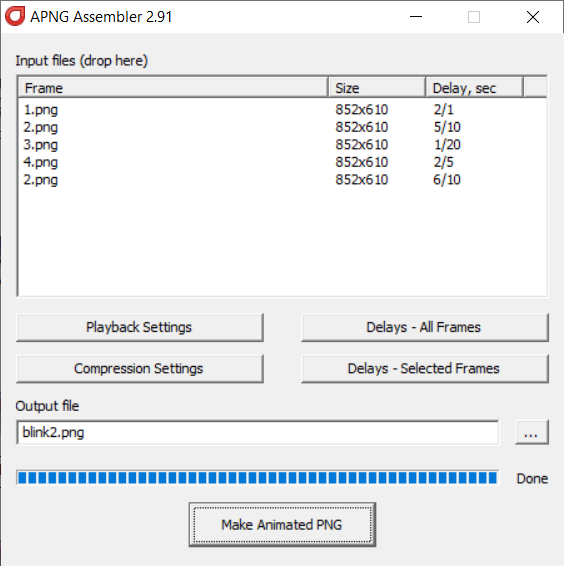 APNG Assembler 2.91
Input files (drop here)
Frame Size Delay, sec
1.png 852x610 2/1
2.png 852x610 5/10
3.png 852x610 1/20
4.png 852x610 2/5
2.png 852x610 6/10
Playback Settings Delays - All Frames
Compression Settings Delays - Selected Frames
Output file
blink2.png ...
Done
Make Animated PNG